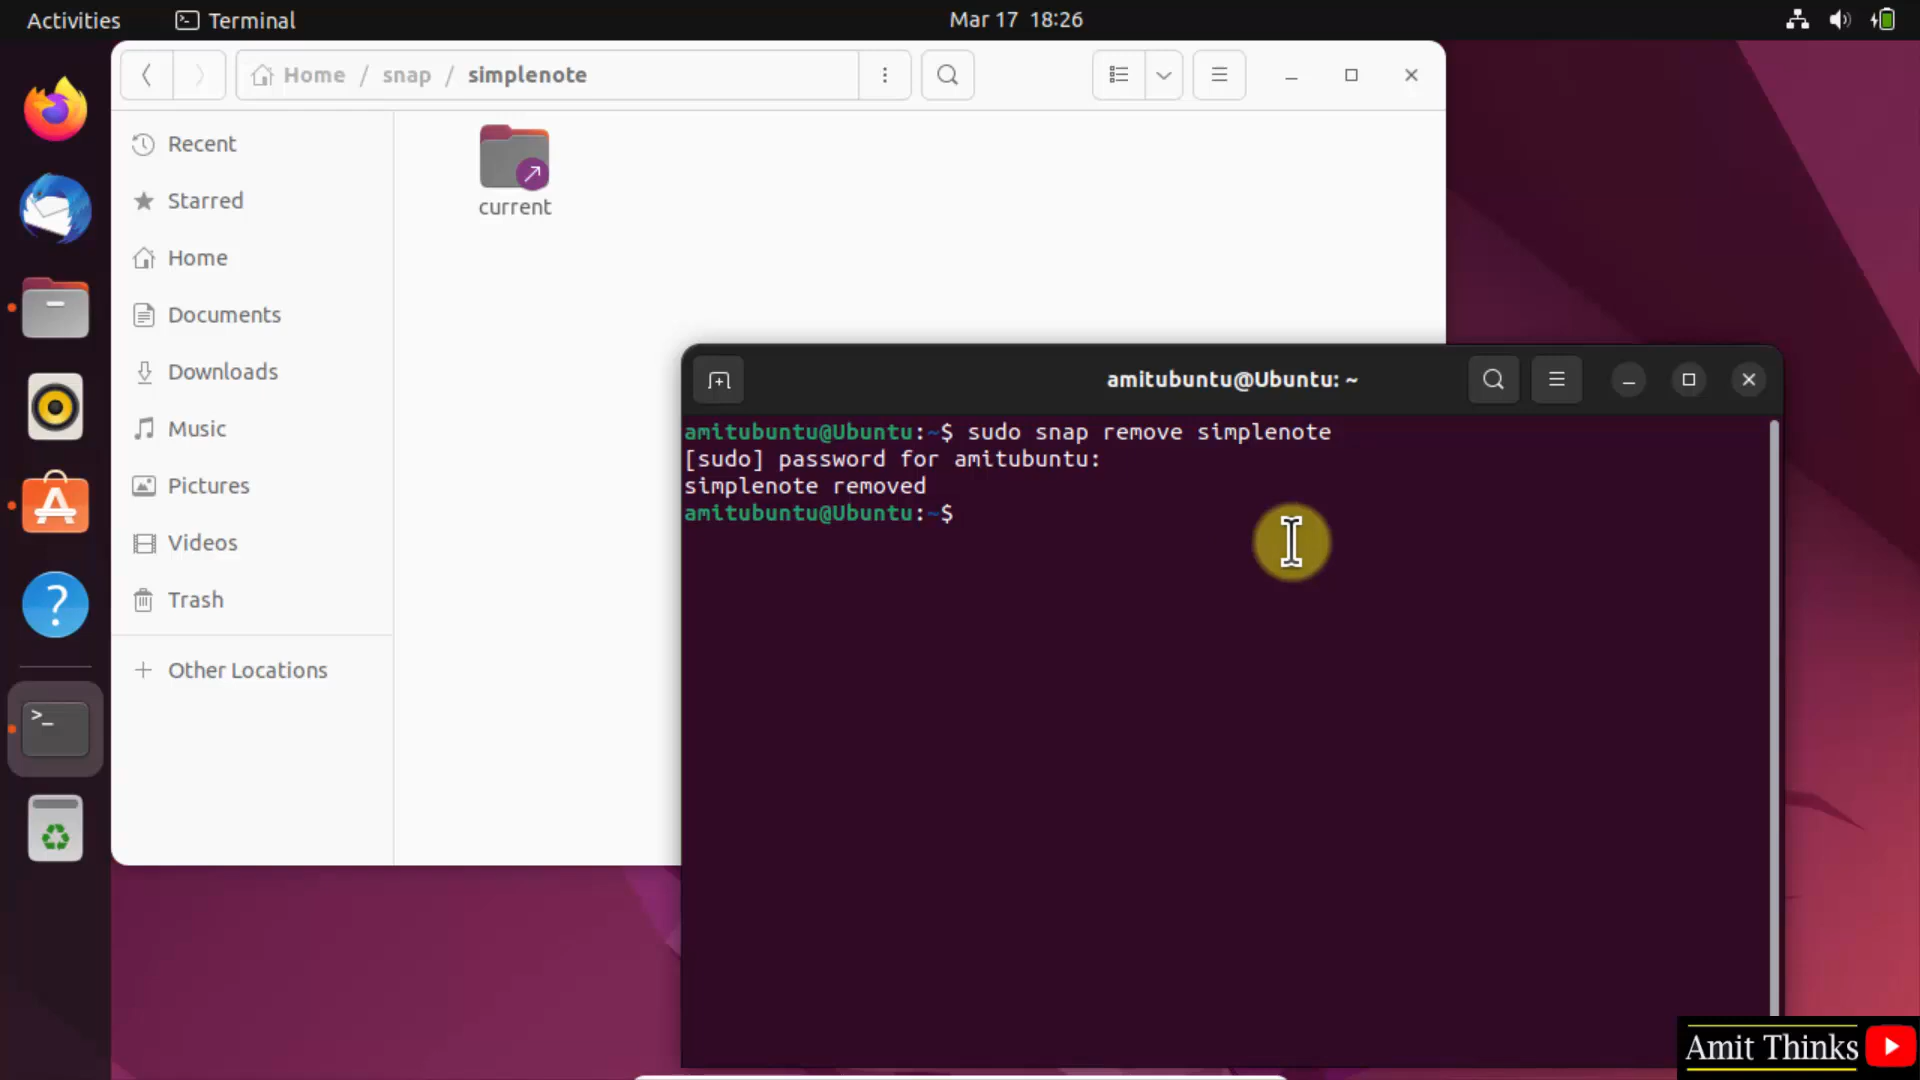 Activities
Terminal
Mar 17 18:26
Home / snap / simplenote
Recent
Starred
Home
Documents
Downloads
Music
Pictures
Videos
Trash
Other Locations
current
amitubuntu@Ubuntu: ~
amitubuntu@Ubuntu:~$ sudo snap remove simplenote
[sudo] password for amitubuntu:
simplenote removed
amitubuntu@Ubuntu:~$
Amit Thinks